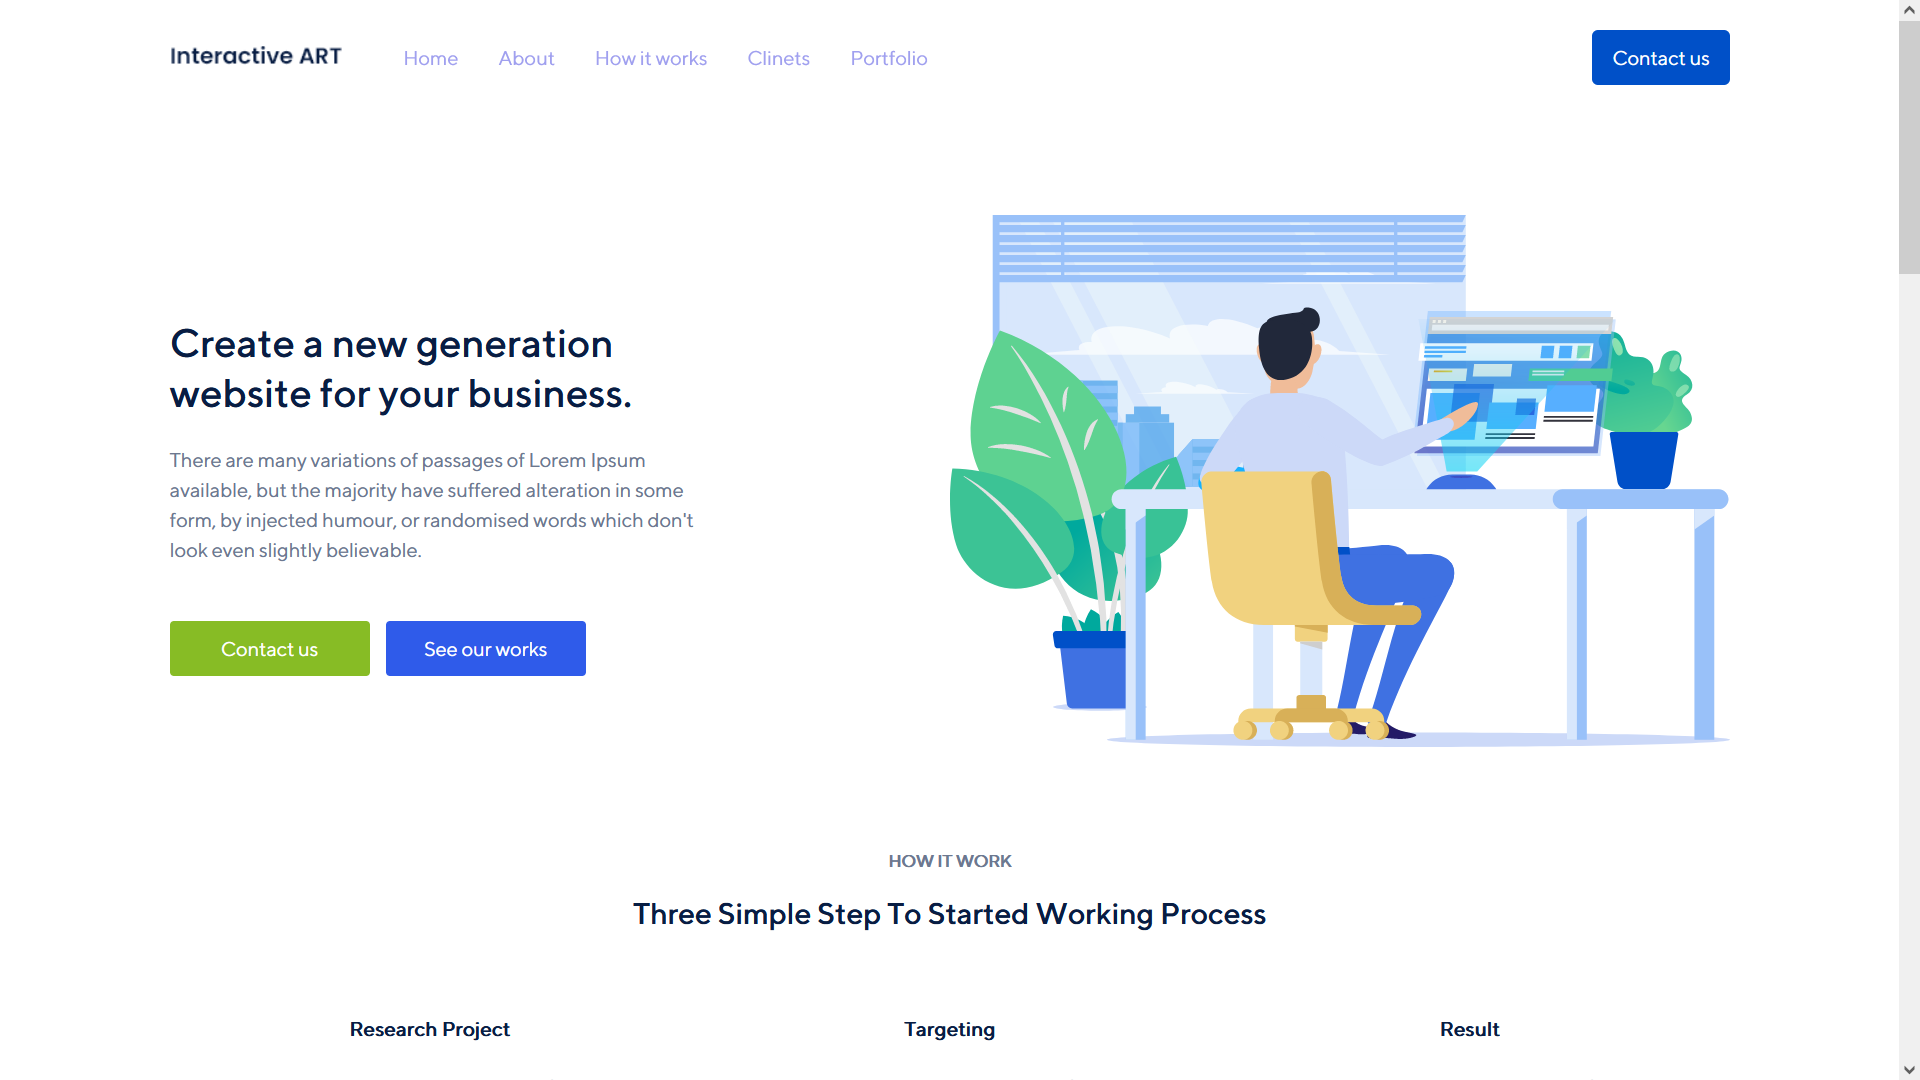 Interactive ART
Home
About
How it works
Clinets
Portfolio
Contact us
Create a new generation
website for your business.
There are many variations of passages of Lorem Ipsum
available, but the majority have suffered alteration in some
form, by injected humour, or randomised words which don't
look even slightly believable.
Contact us
See our works
HOW IT WORK
Three Simple Step To Started Working Process
Research Project
Targeting
Result